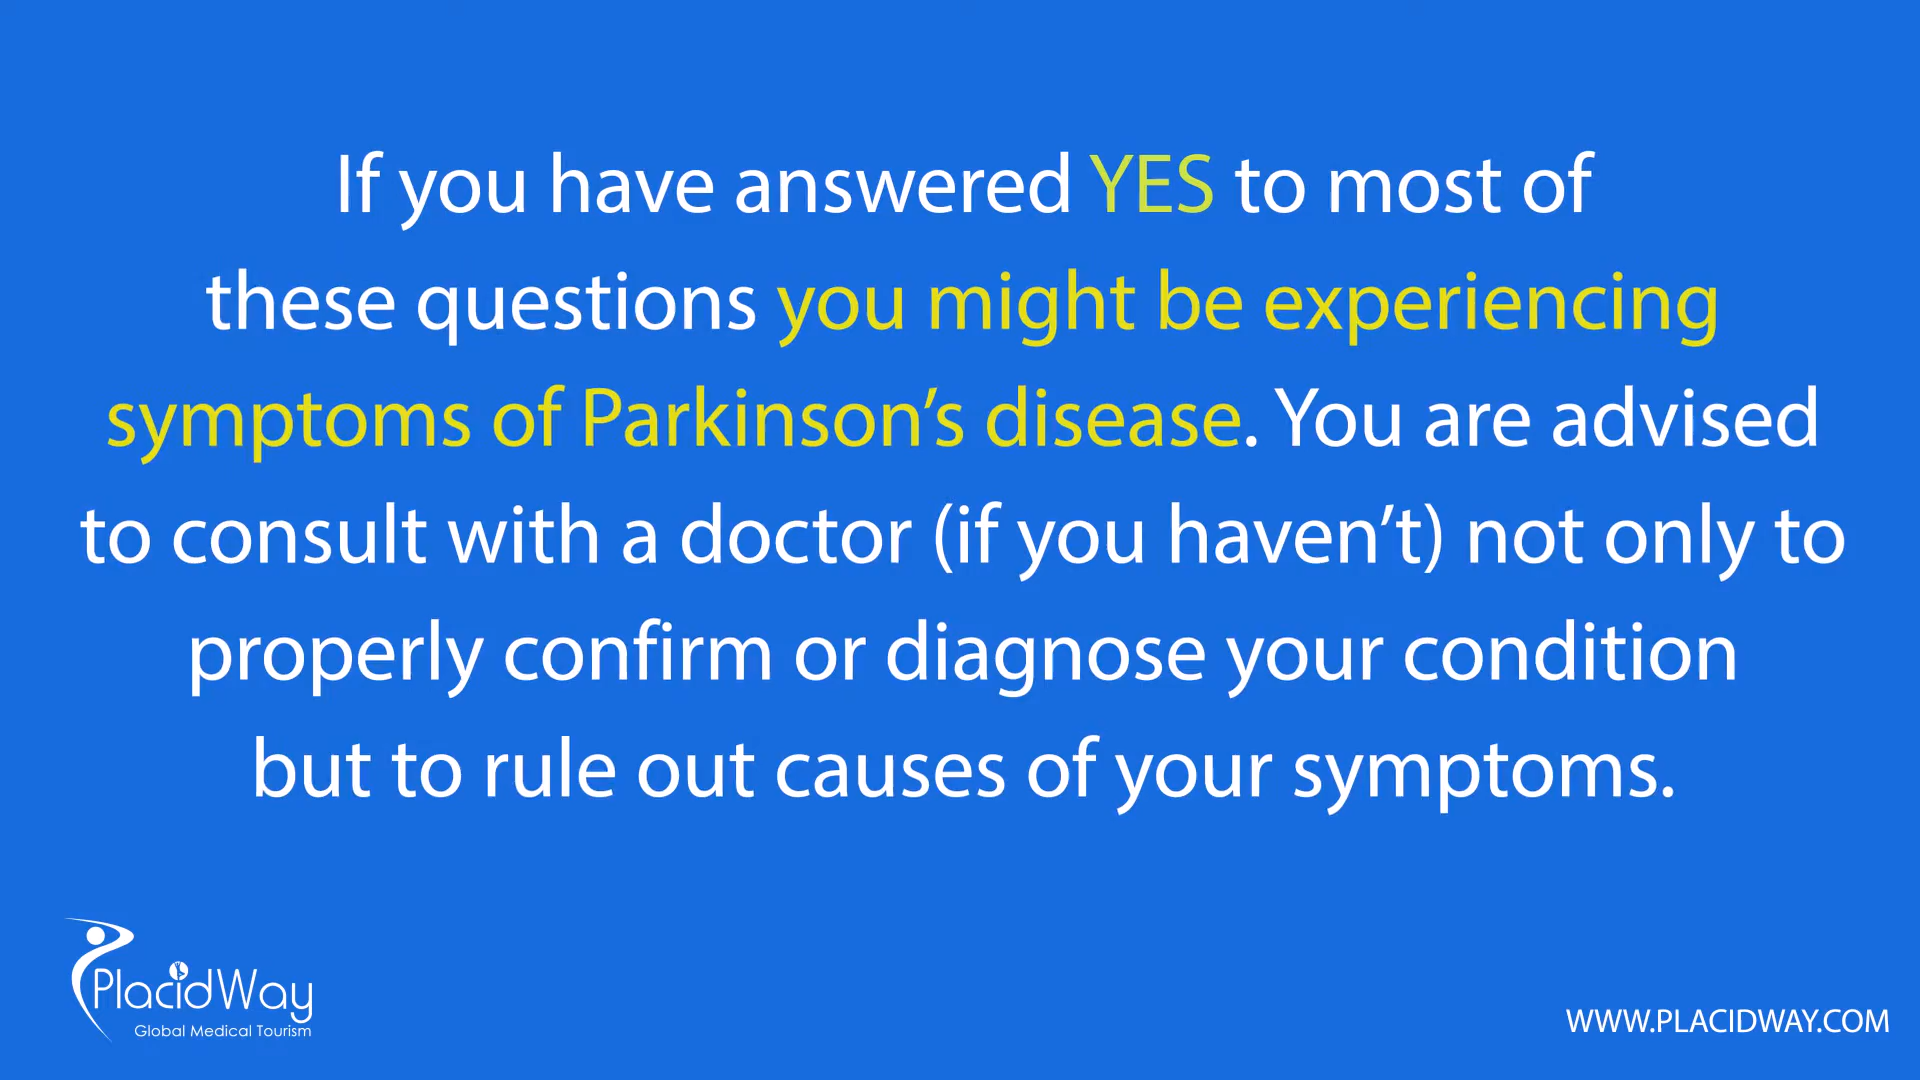 If you have answered YES to most of
these questions you might be experiencing
symptoms of Parkinson’s disease. You are advised
to consult with a doctor (if you haven’t) not only to
properly confirm or diagnose your condition
but to rule out causes of your symptoms.
PlacidWay
Global Medical Tourism
WWW.PLACIDWAY.COM